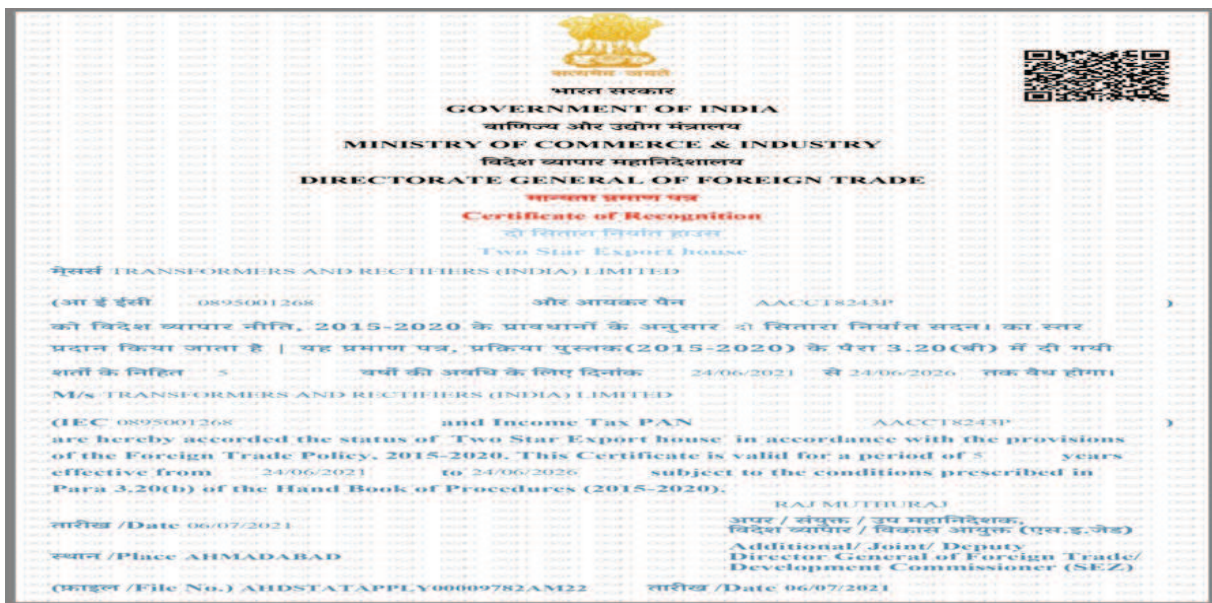 सत्यमेव जयते
भारत सरकार
GOVERNMENT OF INDIA
वाणिज्य और उद्योग मंत्रालय
MINISTRY OF COMMERCE & INDUSTRY
विदेश व्यापार महानिदेशालय
DIRECTORATE GENERAL OF FOREIGN TRADE
मान्यता प्रमाण पत्र
Certificate of Recognition
दो सितारा निर्यात हाउस
Two Star Export house
मेसर्स TRANSFORMERS AND RECTIFIERS (INDIA) LIMITED
(आ ई ईसी 0895001268 और आयकर पैन AACCT8243P )
को विदेश व्यापार नीति, 2015-2020 के प्रावधानों के अनुसार दो सितारा निर्यात सदन। का स्तर
प्रदान किया जाता है | यह प्रमाण पत्र, प्रक्रिया पुस्तक(2015-2020) के पैरा 3.20(बी) में दी गयी
शर्तों के निहित 5 वर्षों की अवधि के लिए दिनांक 24/06/2021 से 24/06/2026 तक वैध होगा।
M/s TRANSFORMERS AND RECTIFIERS (INDIA) LIMITED
(IEC 0895001268 and Income Tax PAN AACCT8243P )
are hereby accorded the status of Two Star Export house in accordance with the provisions
of the Foreign Trade Policy, 2015-2020. This Certificate is valid for a period of 5 years
effective from 24/06/2021 to 24/06/2026 subject to the conditions prescribed in
Para 3.20(b) of the Hand Book of Procedures (2015-2020).
RAJ MUTHURAJ
तारीख /Date 06/07/2021
अपर / संयुक्त / उप महानिदेशक,
विदेश व्यापार / विकास आयुक्त (एस.इ.जेड)
स्थान /Place AHMADABAD
Additional/ Joint/ Deputy
Director General of Foreign Trade/
Development Commissioner (SEZ)
(फ़ाइल /File No.) AHDSTATAPPLY00009782AM22 तारीख /Date 06/07/2021